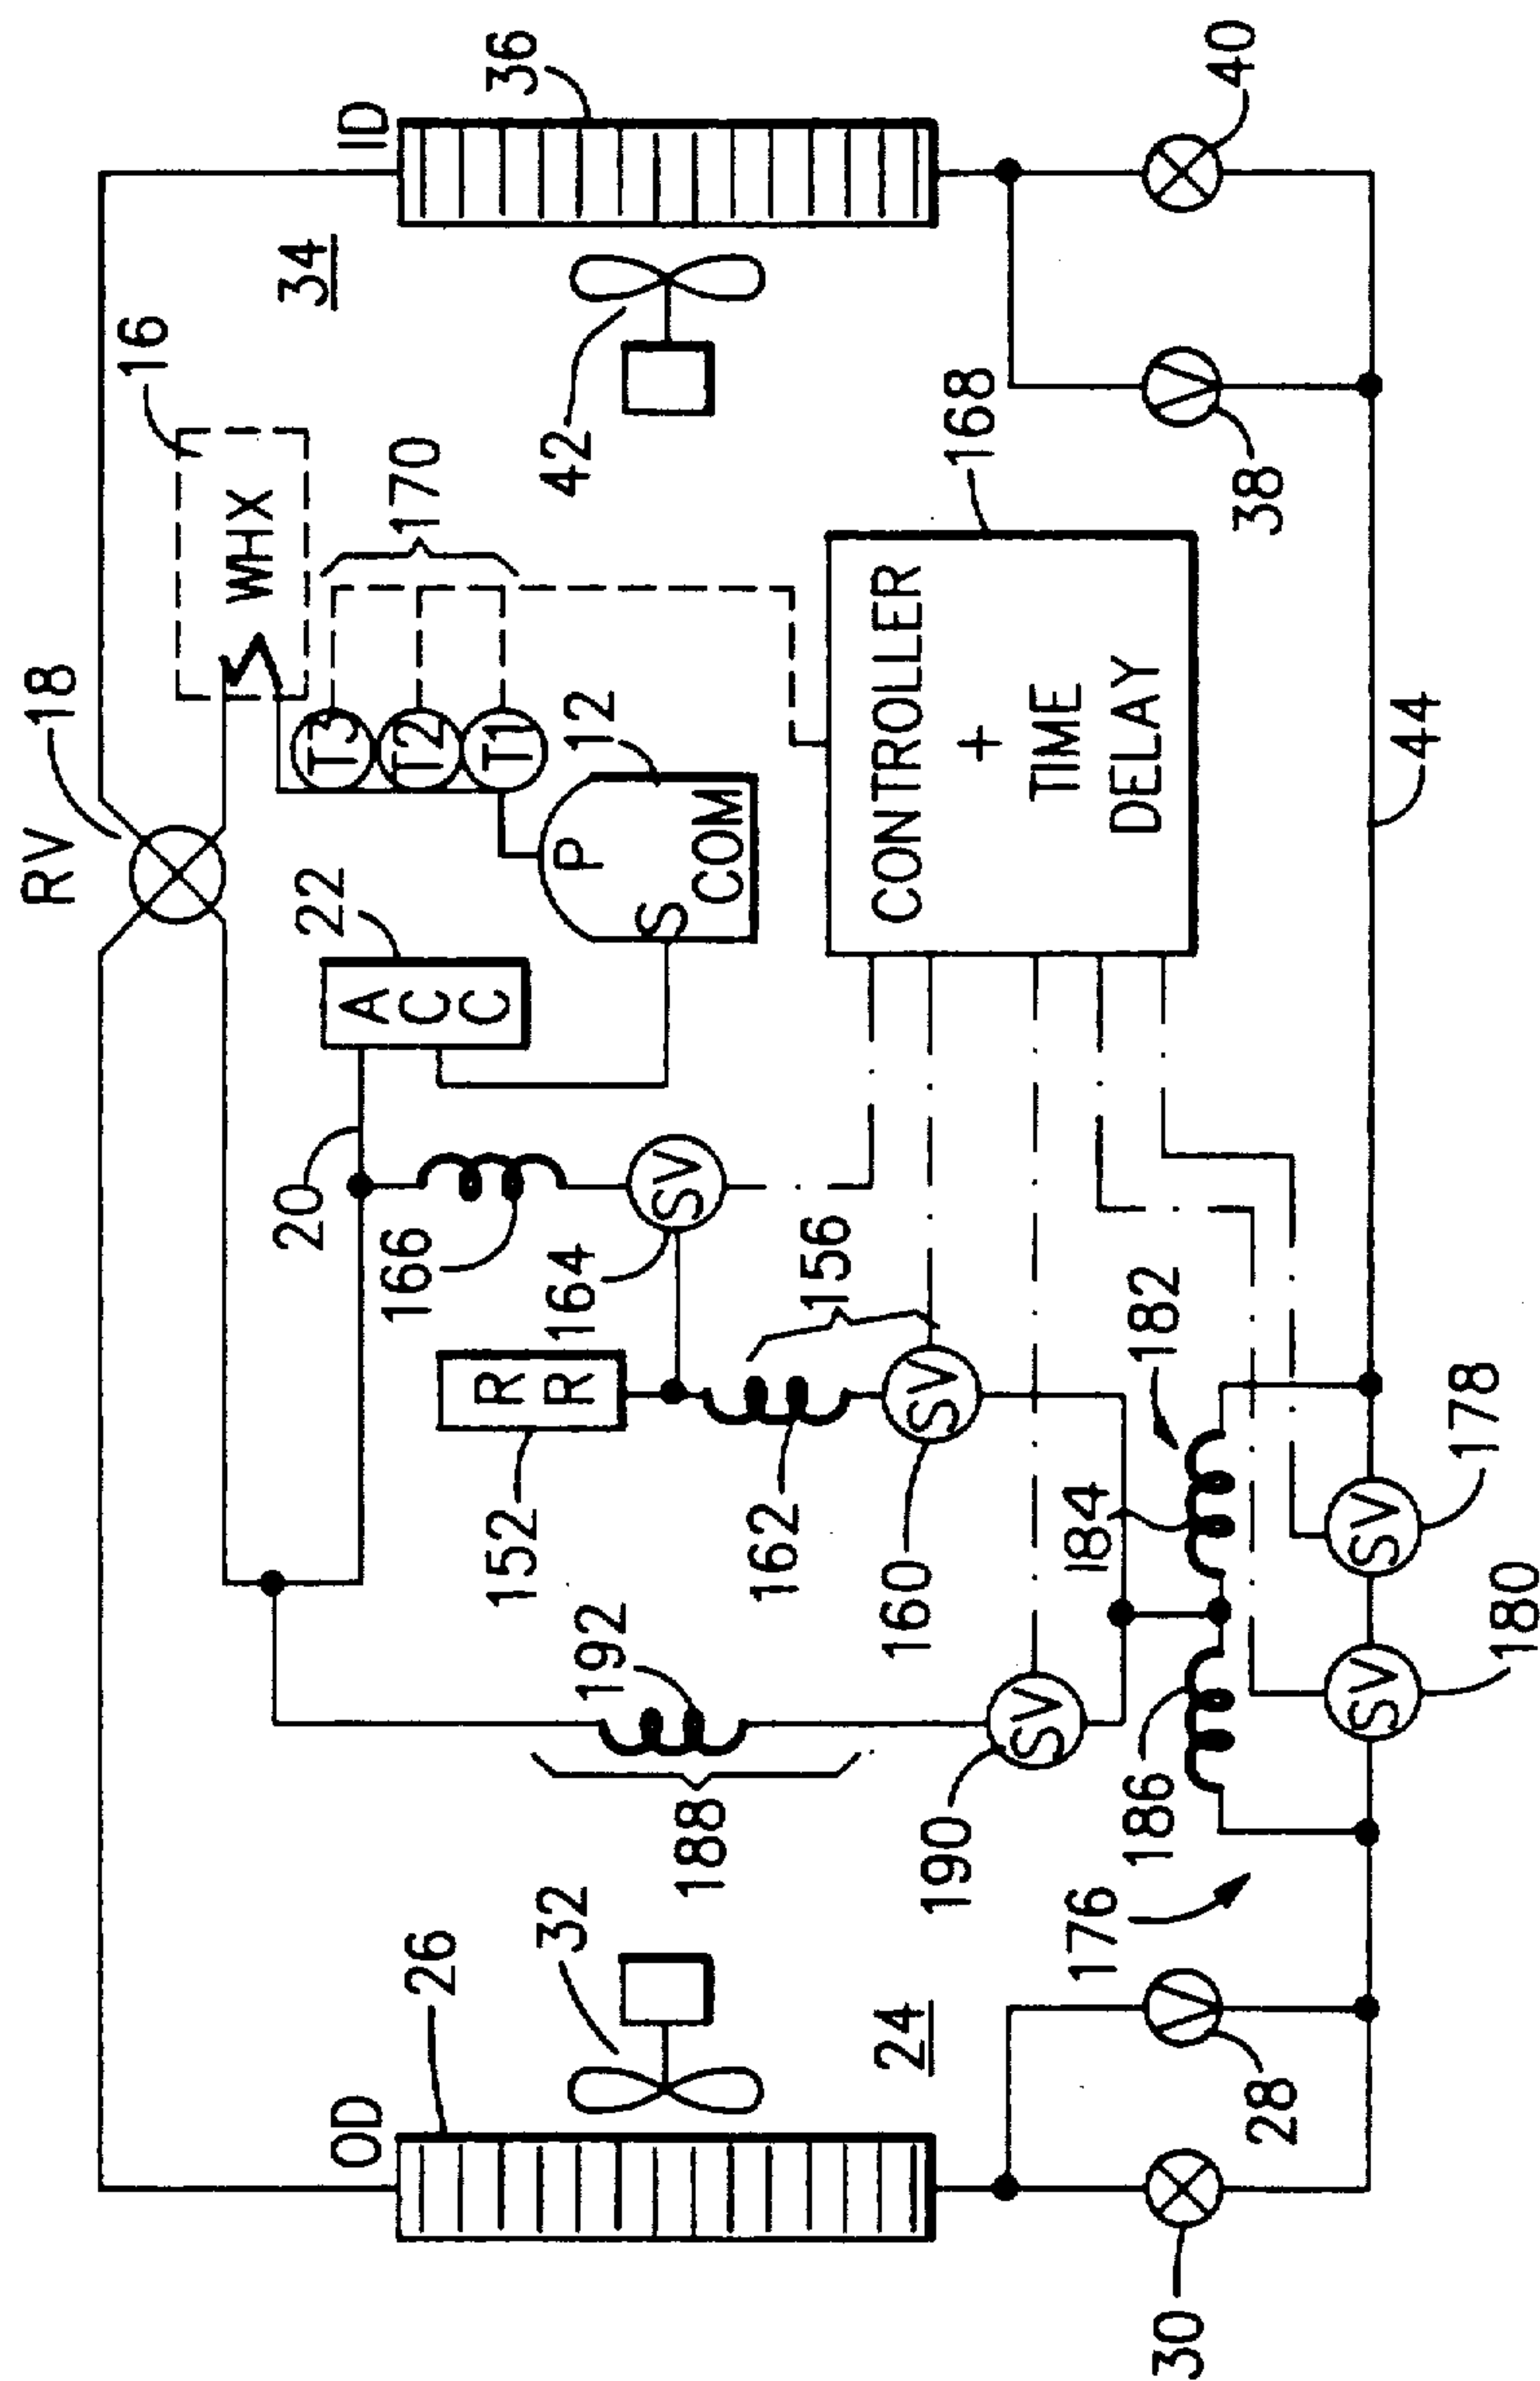 RV
18
16
WHX
34
ID
36
OD
26
20
22
A
C
C
166
170
T3
T2
T1
12
P
S
COM
42
32
24
152
R
R
164
SV
192
162
156
188
160
SV
190
SV
168
CONTROLLER
+
TIME
DELAY
182
184
186
176
30
28
180
SV
178
SV
44
38
40